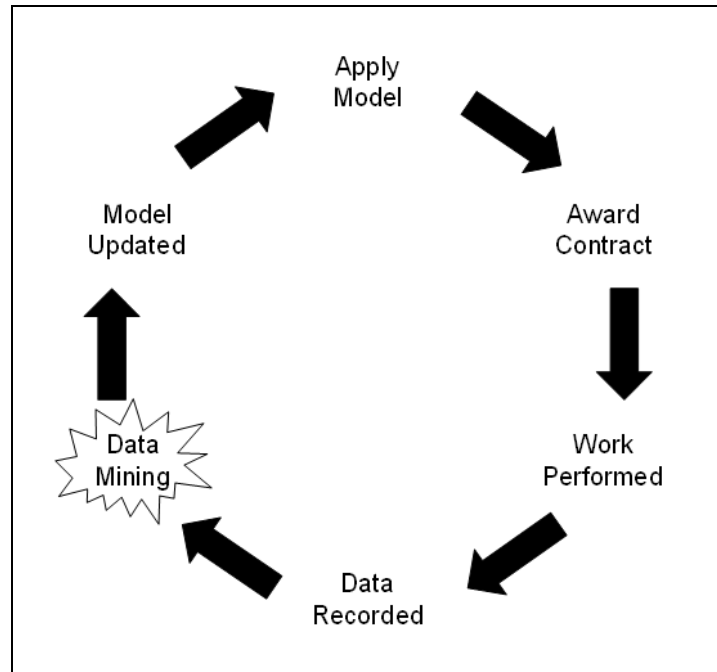 Apply
Model
Award
Contract
Work
Performed
Data
Recorded
Data
Mining
Model
Updated